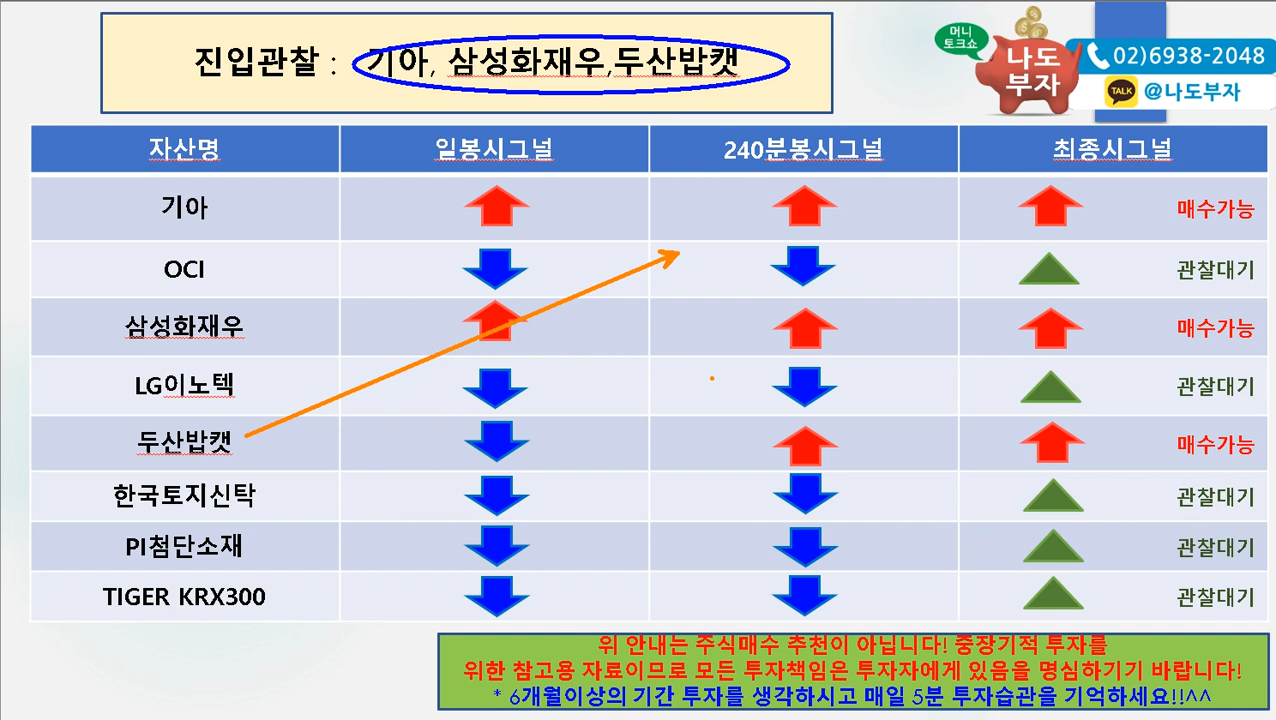 진입관찰 : 기아, 삼성화재우,두산밥캣
머니
토크쇼
나도
부자
02)6938-2048
TALK @나도부자
자산명 일봉시그널 240분봉시그널 최종시그널
기아 매수가능
OCI 관찰대기
삼성화재우 매수가능
LG이노텍 관찰대기
두산밥캣 매수가능
한국토지신탁 관찰대기
PI첨단소재 관찰대기
TIGER KRX300 관찰대기
위 안내는 주식매수 추천이 아닙니다! 중장기적 투자를
위한 참고용 자료이므로 모든 투자책임은 투자자에게 있음을 명심하기기 바랍니다!
* 6개월이상의 기간 투자를 생각하시고 매일 5분 투자습관을 기억하세요!!^^